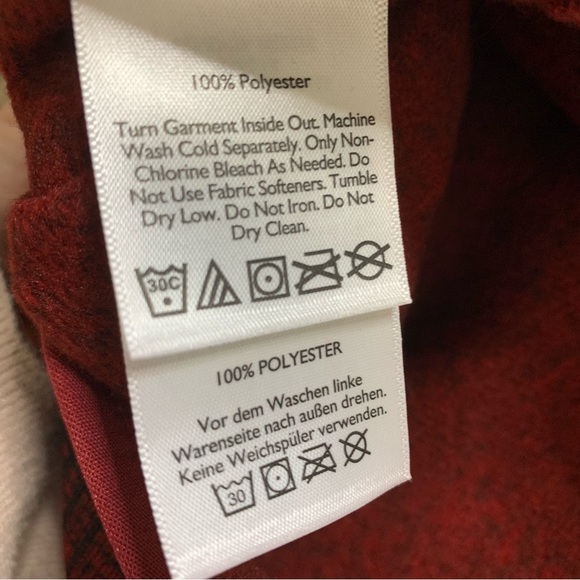 100% Polyester
Turn Garment Inside Out. Machine
Wash Cold Separately. Only Non-
Chlorine Bleach As Needed. Do
Not Use Fabric Softeners. Tumble
Dry Low. Do Not Iron. Do Not
Dry Clean.
30C
100% POLYESTER
Vor dem Waschen linke
Warenseite nach außen drehen.
Keine Weichspüler verwenden.
30